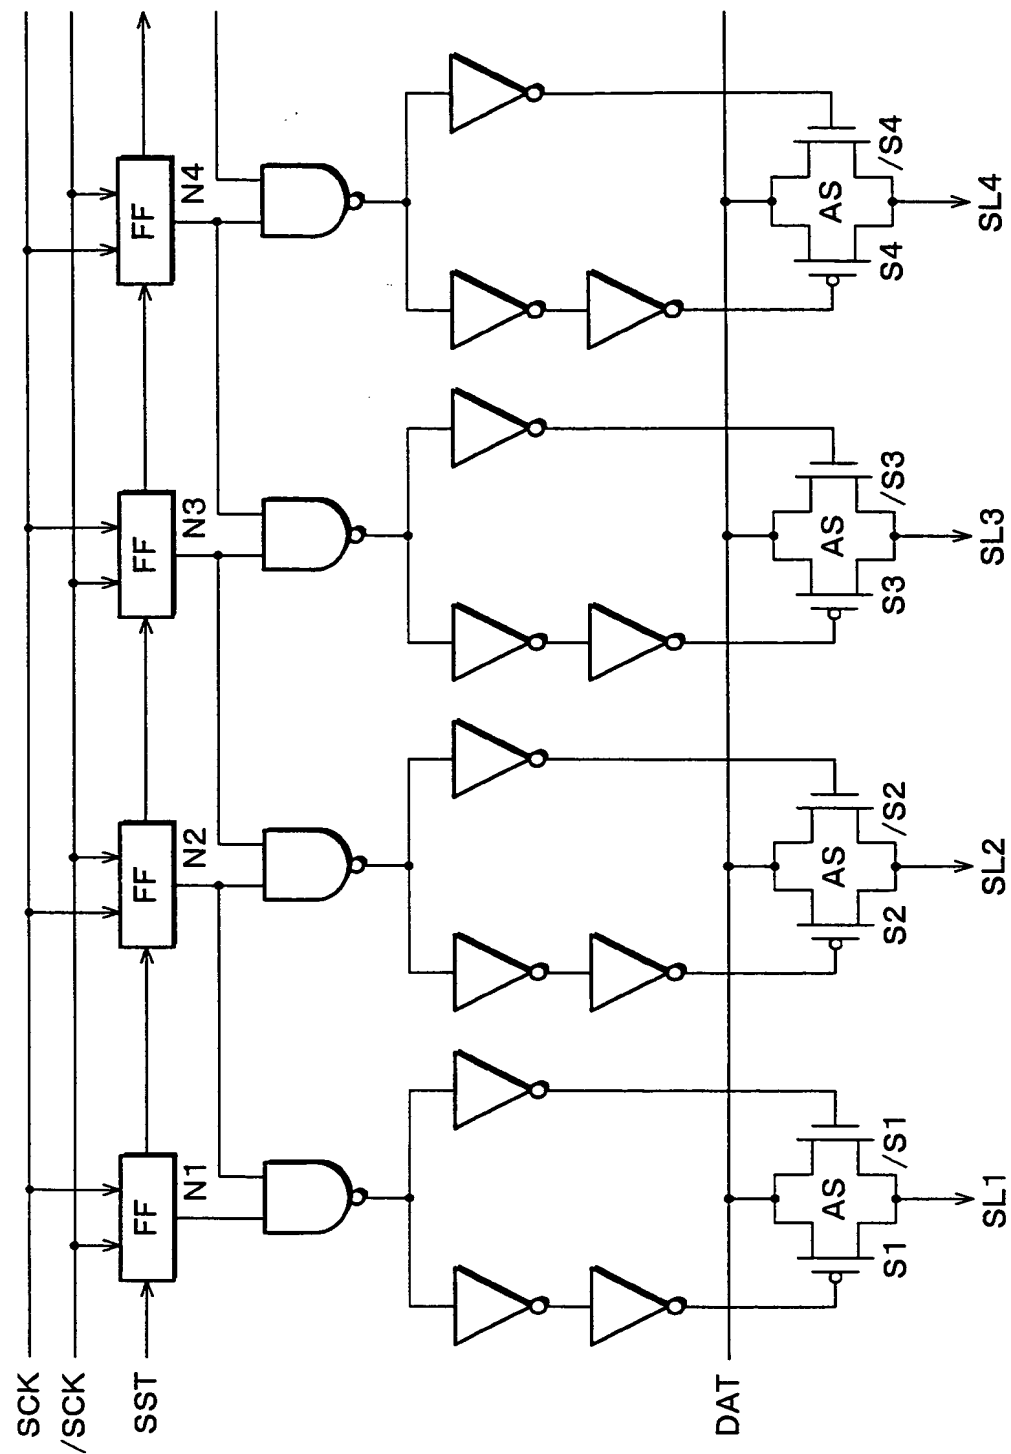 SCK
/SCK
SST
FF
FF
FF
FF
N1
N2
N3
N4
DAT
AS
AS
AS
AS
S1
/S1
S2
/S2
S3
/S3
S4
/S4
SL1
SL2
SL3
SL4